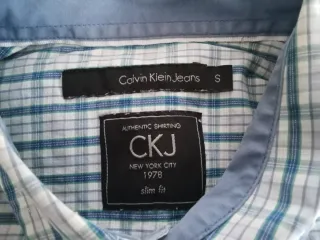 Calvin Klein Jeans S
AUTHENTIC SHIRTING
CKJ
NEW YORK CITY
1978
slim fit